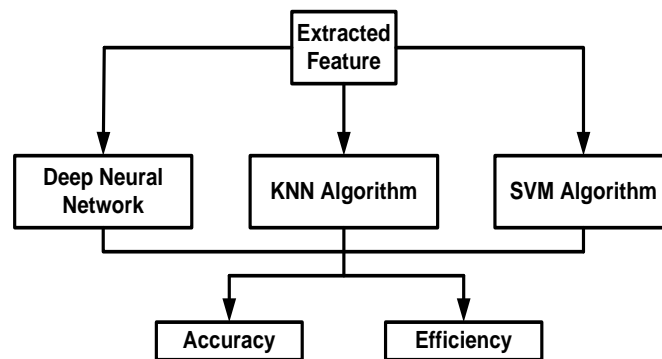 Extracted
Feature
Deep Neural
Network
KNN Algorithm
SVM Algorithm
Accuracy
Efficiency